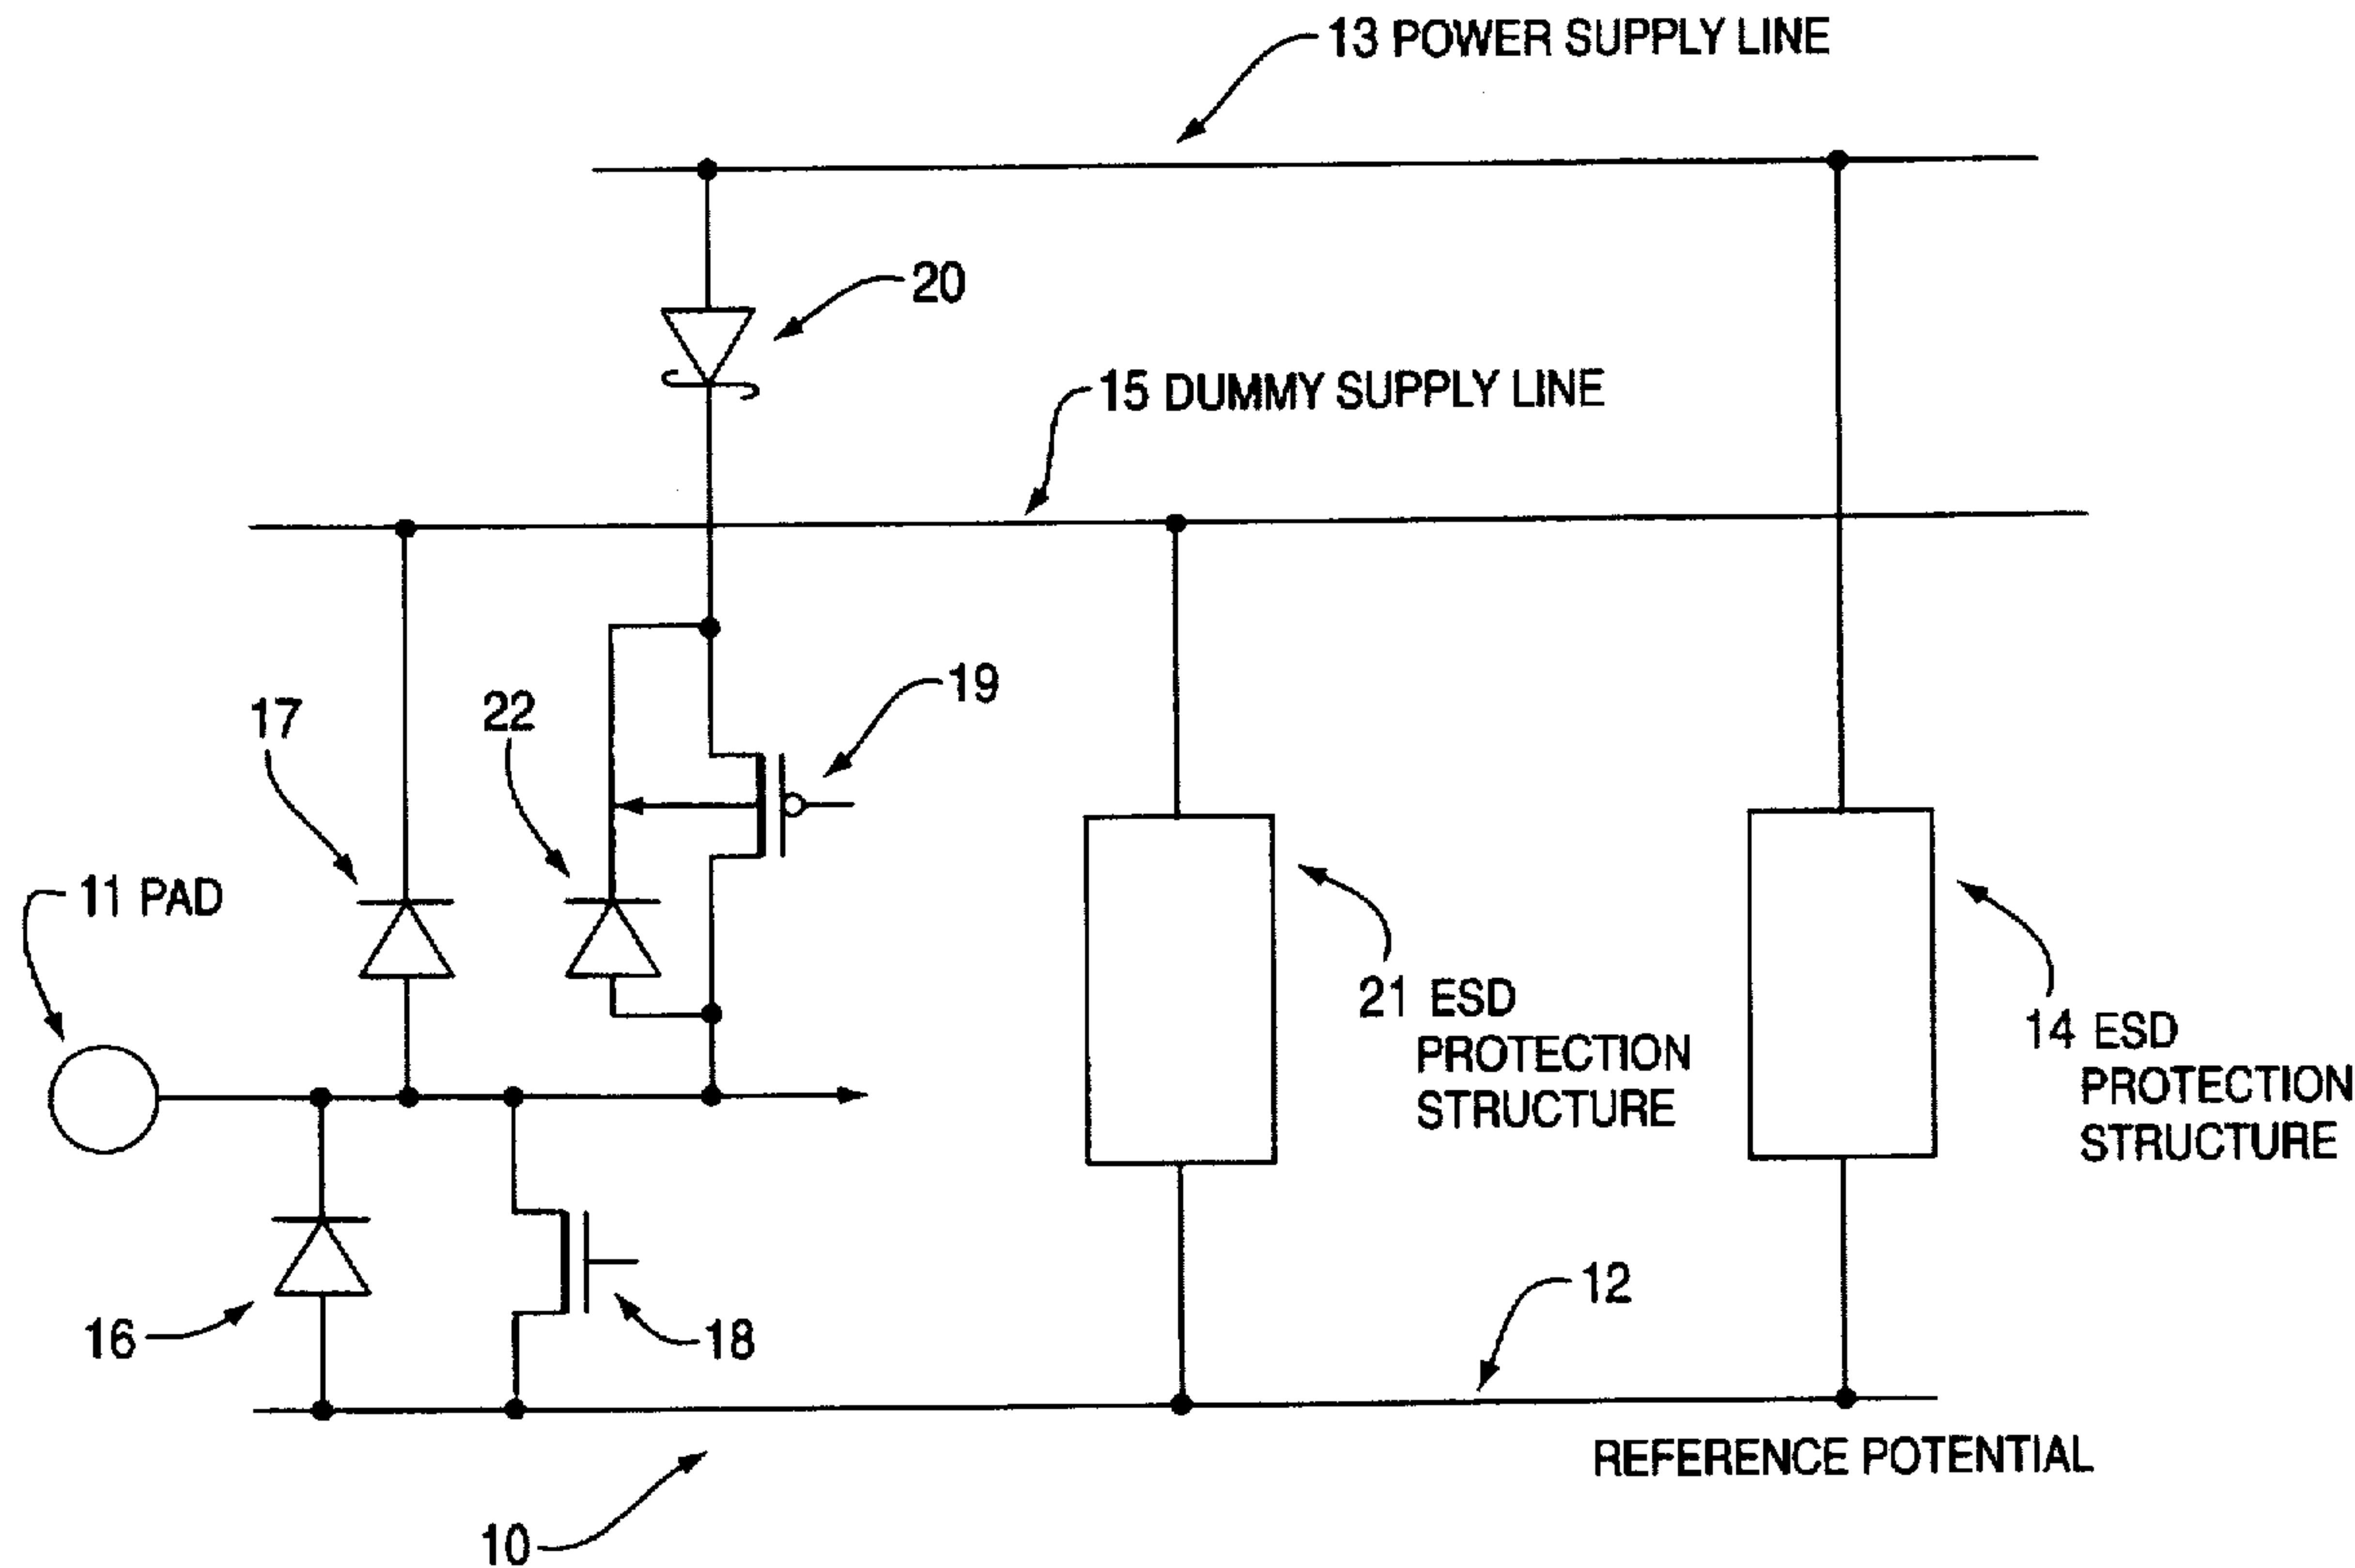 13 POWER SUPPLY LINE
20
15 DUMMY SUPPLY LINE
17
22
19
11 PAD
21 ESD
PROTECTION
STRUCTURE
14 ESD
PROTECTION
STRUCTURE
16
18
12
REFERENCE POTENTIAL
10